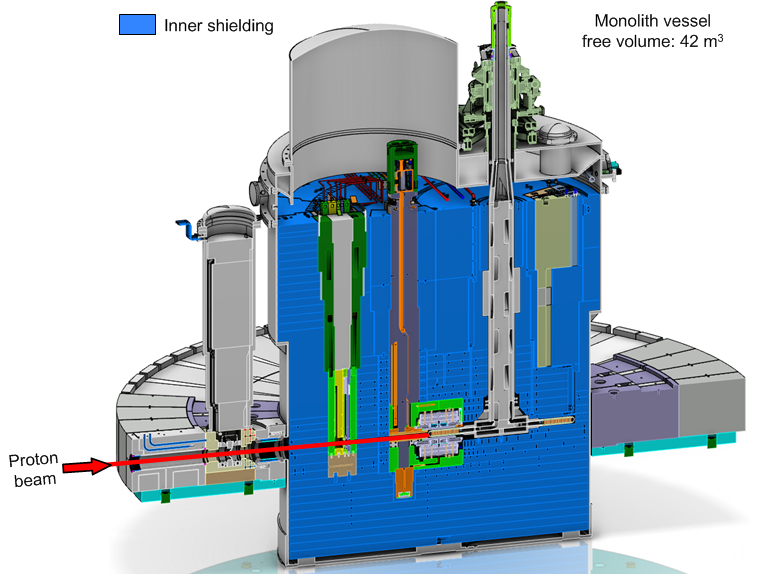 Inner shielding
Monolith vessel
free volume: 42 m³
Proton
beam